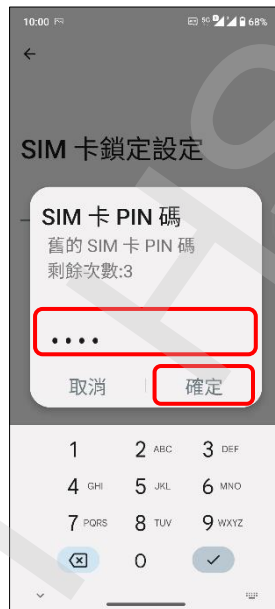 10:00
5G 68%
SIM 卡鎖定設定
SIM 卡 PIN 碼
舊的 SIM 卡 PIN 碼
剩餘次數:3
取消 確定
1 2 ABC 3 DEF
4 GHI 5 JKL 6 MNO
7 PQRS 8 TUV 9 WXYZ
0